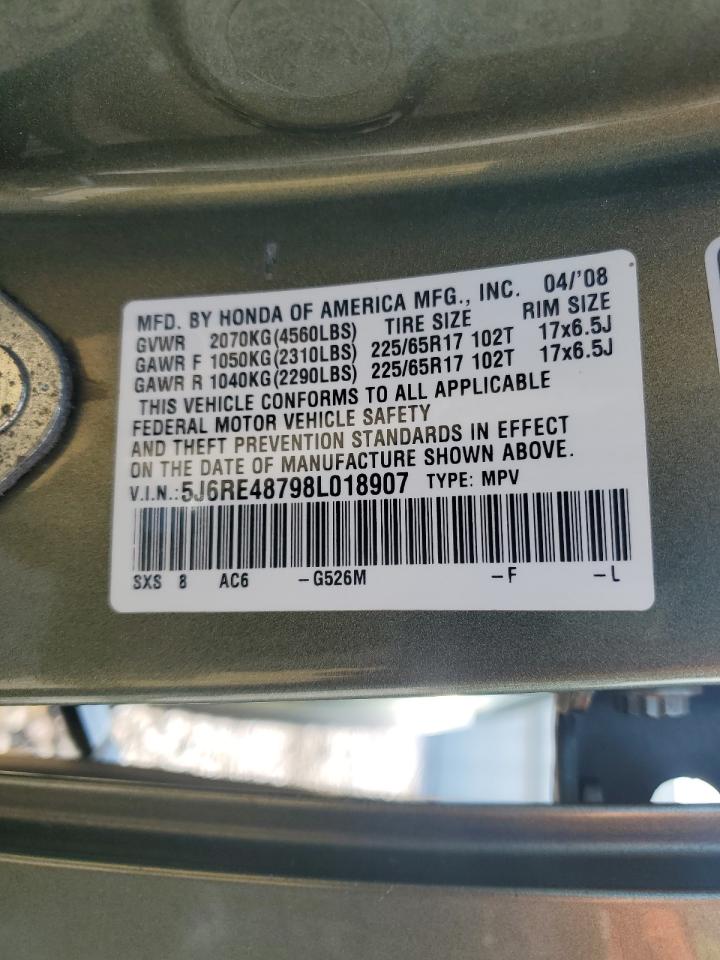 MFD. BY HONDA OF AMERICA MFG., INC. 04/'08
GVWR 2070KG(4560LBS) TIRE SIZE RIM SIZE
GAWR F 1050KG(2310LBS) 225/65R17 102T 17x6.5J
GAWR R 1040KG(2290LBS) 225/65R17 102T 17x6.5J
THIS VEHICLE CONFORMS TO ALL APPLICABLE
FEDERAL MOTOR VEHICLE SAFETY
AND THEFT PREVENTION STANDARDS IN EFFECT
ON THE DATE OF MANUFACTURE SHOWN ABOVE.
V.I.N.:5J6RE48798L018907 TYPE: MPV
SXS 8 AC6 –G526M –F –L